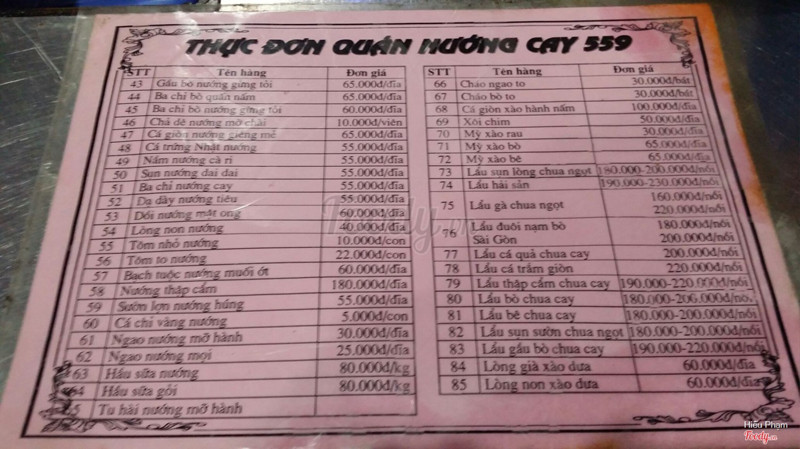 THỰC ĐƠN QUÁN NƯỚNG CAY 559
STT Tên hàng Đơn giá
43 Gầu bò nướng gừng tỏi 65.000đ/đĩa
44 Ba chỉ bò quấn nấm 65.000đ/đĩa
45 Ba chỉ bò nướng gừng tỏi 60.000đ/đĩa
46 Chả dê nướng mỡ chài 10.000/viên
47 Cá giòn nướng giềng mẻ 65.000đ/đĩa
48 Cá trứng Nhật nướng 55.000đ/đĩa
49 Nấm nướng cà ri 55.000đ/đĩa
50 Sụn nướng dai dai 55.000đ/đĩa
51 Ba chỉ nướng cay 55.000đ/đĩa
52 Dạ dầy nướng tiêu 55.000đ/đĩa
53 Dồi nướng mật ong 60.000đ/đĩa
54 Lòng non nướng 40.000đ/đĩa
55 Tôm nhỏ nướng 10.000đ/con
56 Tôm to nướng 22.000đ/con
57 Bạch tuộc nướng muối ớt 60.000đ/đĩa
58 Nướng thập cẩm 180.000đ/đĩa
59 Sườn lợn nướng húng 55.000đ/đĩa
60 Cá chỉ vàng nướng 5.000đ/con
61 Ngao nướng mỡ hành 30.000đ/đĩa
62 Ngao nướng mọi 25.000đ/đĩa
63 Hầu sữa nướng 80.000đ/kg
64 Hầu sữa gỏi 80.000đ/kg
Tu hài nướng mỡ hành
STT Tên hàng Đơn giá
66 Cháo ngao to 30.000đ/bát
67 Cháo bò to 30.000đ/bát
68 Cá giòn xào hành nấm 100.000đ/đĩa
69 Xôi chim 50.000đ/đĩa
70 Mỳ xào rau 30.000đ/đĩa
71 Mỳ xào bò 65.000đ/đĩa
72 Mỳ xào bê 65.000đ/đĩa
73 Lẩu sụn lòng chua ngọt 180.000-200.000đ/nồi
74 Lẩu hải sản 190.000-230.000đ/nồi
75 Lẩu gà chua ngọt 160.000đ/nồi
220.000đ/nồi
76 Lẩu đuôi nạm bò 180.000đ/nồi
Sài Gòn 200.000đ/nồi
77 Lẩu cá quả chua cay 200.000đ/nồi
78 Lẩu cá trắm giòn 220.000đ/nồi
79 Lẩu thập cẩm chua cay 190.000-220.000đ/nồi
80 Lẩu bò chua cay 180.000-200.000đ/nồi
81 Lẩu bê chua cay 180.000-200.000đ/nồi
82 Lẩu sụn sườn chua ngọt 180.000-200.000đ/nồi
83 Lẩu gầu bò chua cay 190.000-220.000đ/nồi
84 Lòng già xào dưa 60.000đ/đĩa
85 Lòng non xào dưa 60.000đ/đĩa
Foody.vn
Hiếu Phạm
Foody.vn